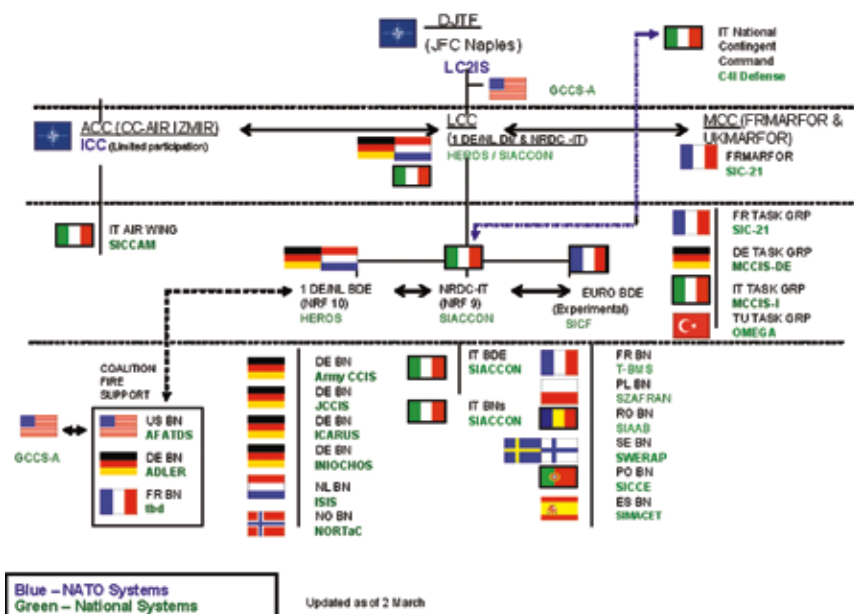 DJTF
(JFC Naples)
LC2IS
GCCS-A
IT National
Contingent
Command
C4I Defense
ACC (CC-AIR IZMIR)
ICC (Limited participation)
LCC
(1 DE/NL DIV & NRDC -IT)
HEROS / SIACCON
MCC (FRMARFOR &
UKMARFOR)
FRMARFOR
SIC-21
IT AIR WING
SICCAM
1 DE/NL BDE
(NRF 10)
HEROS
NRDC-IT
(NRF 9)
SIACCON
EURO BDE
(Experimental)
SICF
FR TASK GRP
SIC-21
DE TASK GRP
MCCIS-DE
IT TASK GRP
MCCIS-I
TU TASK GRP
OMEGA
COALITION
FIRE
SUPPORT
GCCS-A
US BN
AFATDS
DE BN
ADLER
FR BN
tbd
DE BN
Army CCIS
DE BN
JCCIS
DE BN
ICARUS
DE BN
INIOCHOS
NL BN
ISIS
NO BN
NORTaC
IT BDE
SIACCON
IT BNs
SIACCON
FR BN
T-BMS
PL BN
SZAFRAN
RO BN
SIAAB
SE BN
SWERAP
PO BN
SICCE
ES BN
SIMACET
Blue – NATO Systems
Green – National Systems
Updated as of 2 March